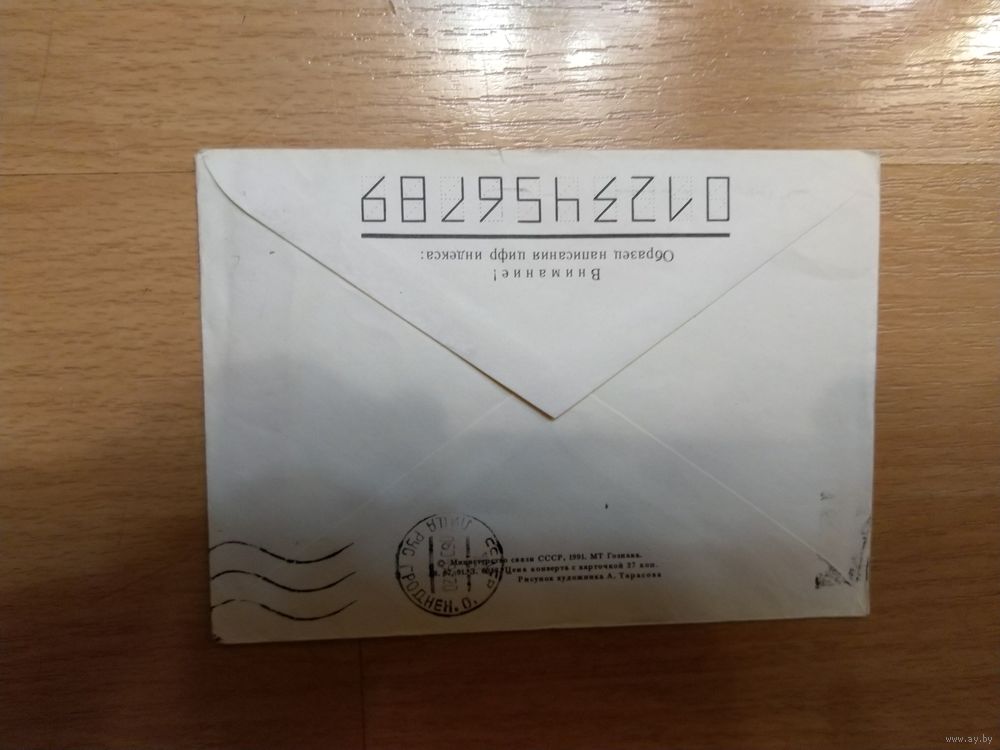 Внимание!
Образец написания цифр индекса:
0123456789
© Министерство связи СССР, 1991. МТ Гознака.
Цена конверта с карточкой 27 коп.
Рисунок художника А. Тарасова
ЛИДА
ГРОДНЕН. О.
www.ay.by